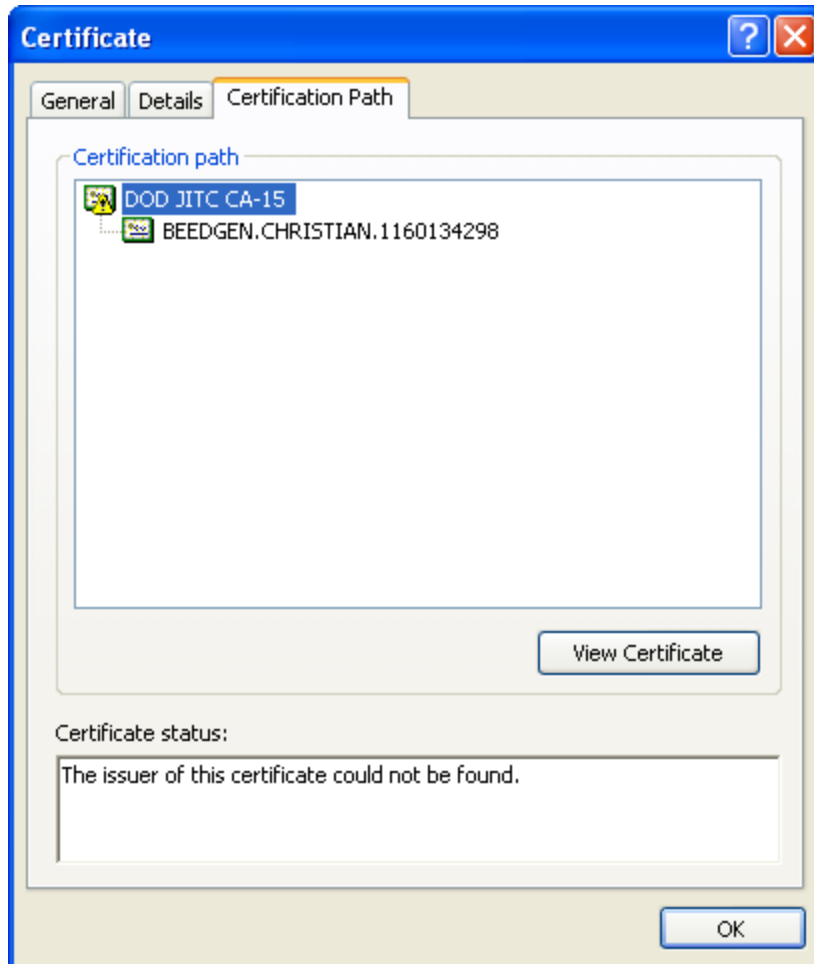 Certificate
General
Details
Certification Path
Certification path
DOD JITC CA-15
BEEDGEN.CHRISTIAN.1160134298
View Certificate
Certificate status:
The issuer of this certificate could not be found.
OK